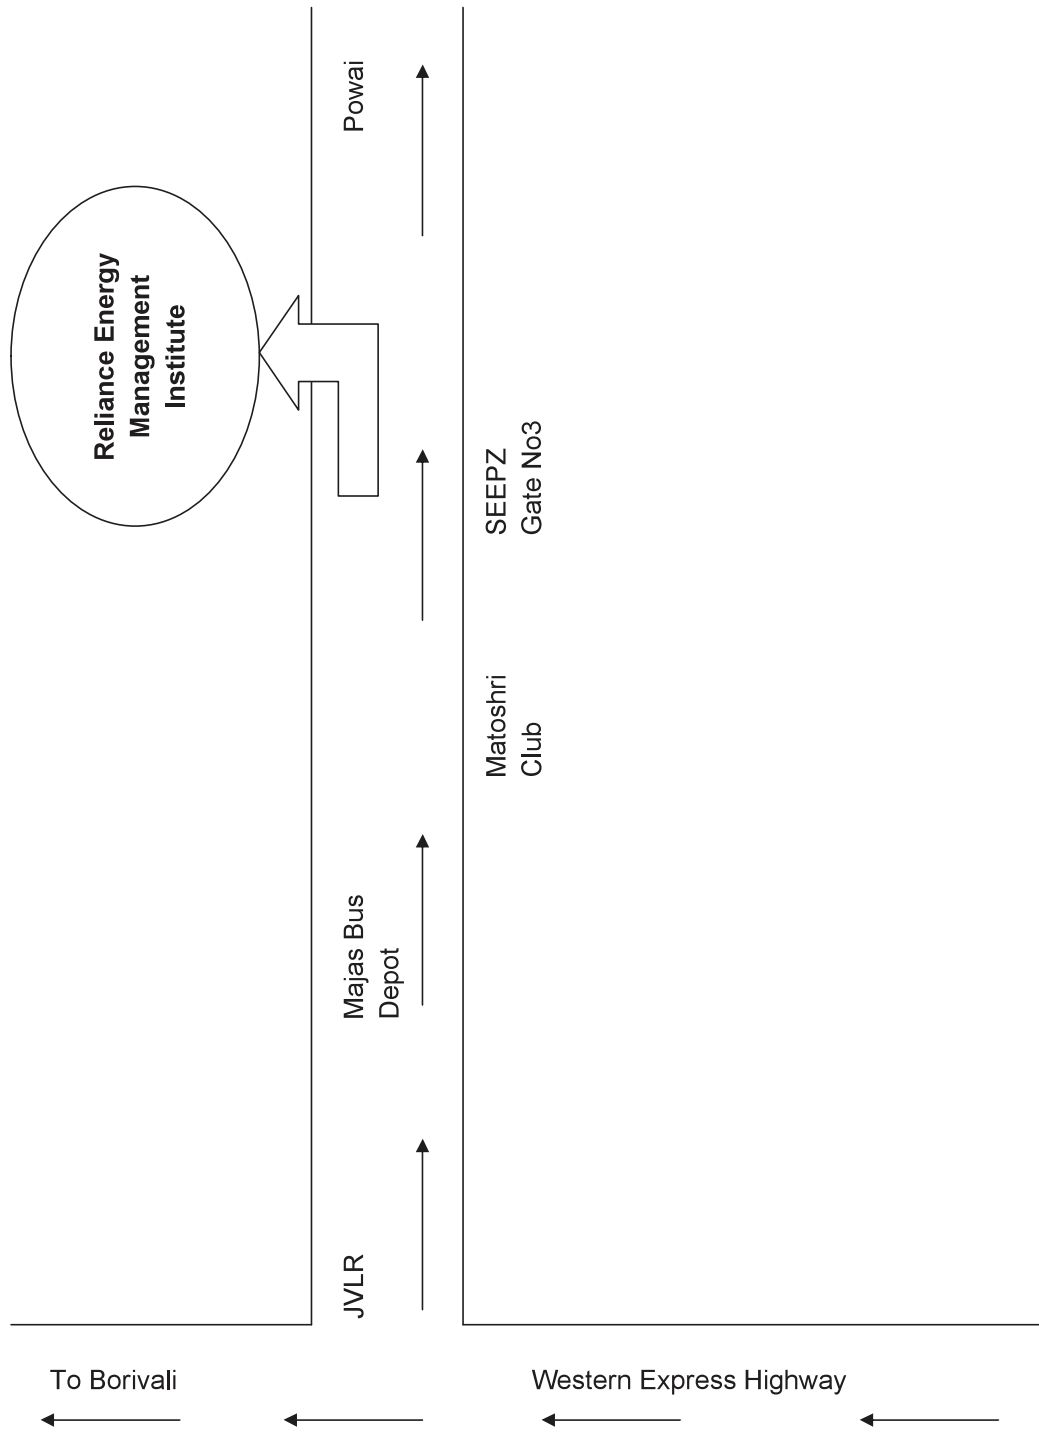 Powai
Reliance Energy
Management
Institute
SEEPZ
Gate No3
Matoshri
Club
Majas Bus
Depot
JVLR
To Borivali
Western Express Highway